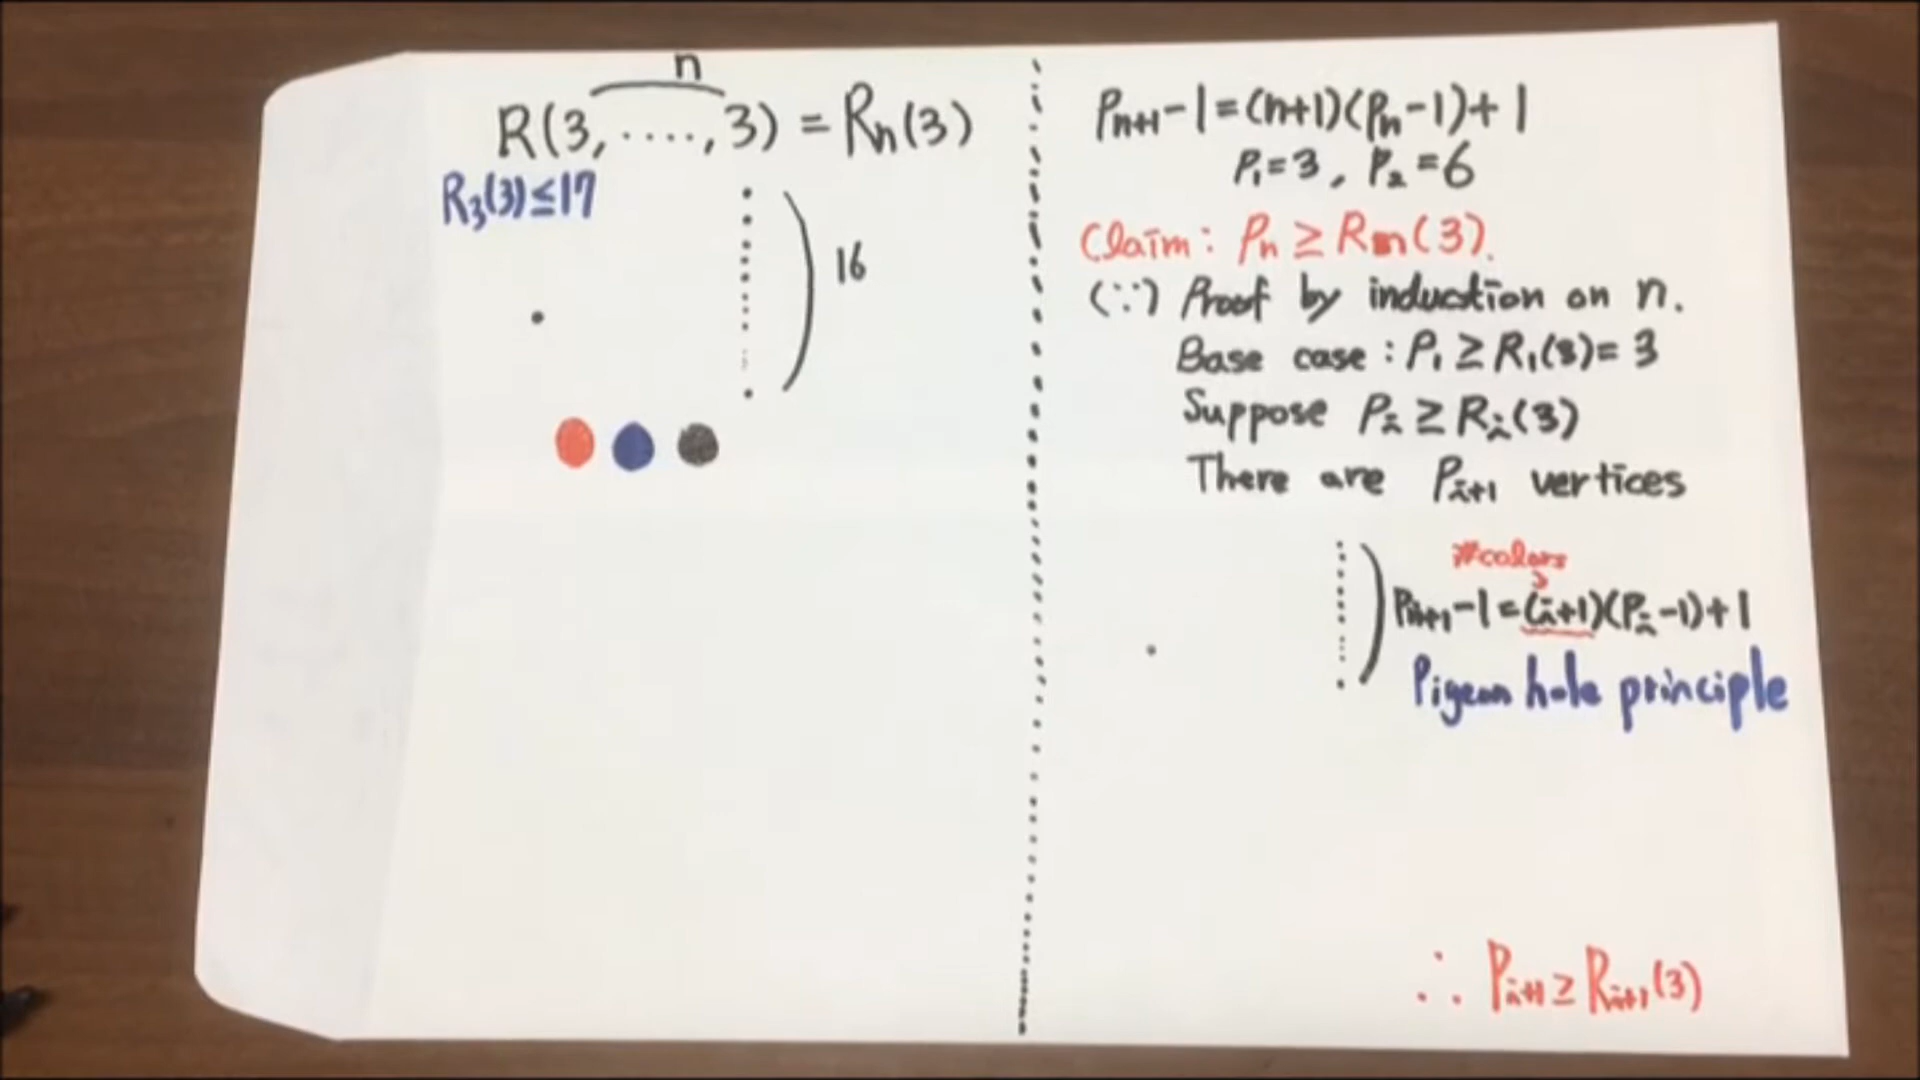 n
R(3,....,3) = Rn(3)
R3(3)≤17
16
Pn+1-1=(n+1)(Pn-1)+1
P1=3, P2=6
Claim: Pn ≥ Rn(3).
(∵) Proof by induction on n.
Base case: P1 ≥ R1(3)= 3
Suppose Pi ≥ Ri(3)
There are Pi+1 vertices
#colors
Pi+1-1=(i+1)(Pi-1)+1
Pigeon hole principle
∴ Pi+1 ≥ Ri+1(3)